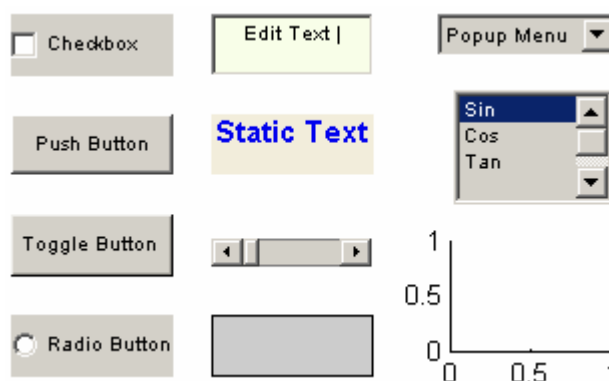 Checkbox
Edit Text |
Popup Menu
Push Button
Static Text
Sin
Cos
Tan
Toggle Button
Radio Button
1
0.5
0
0 0.5